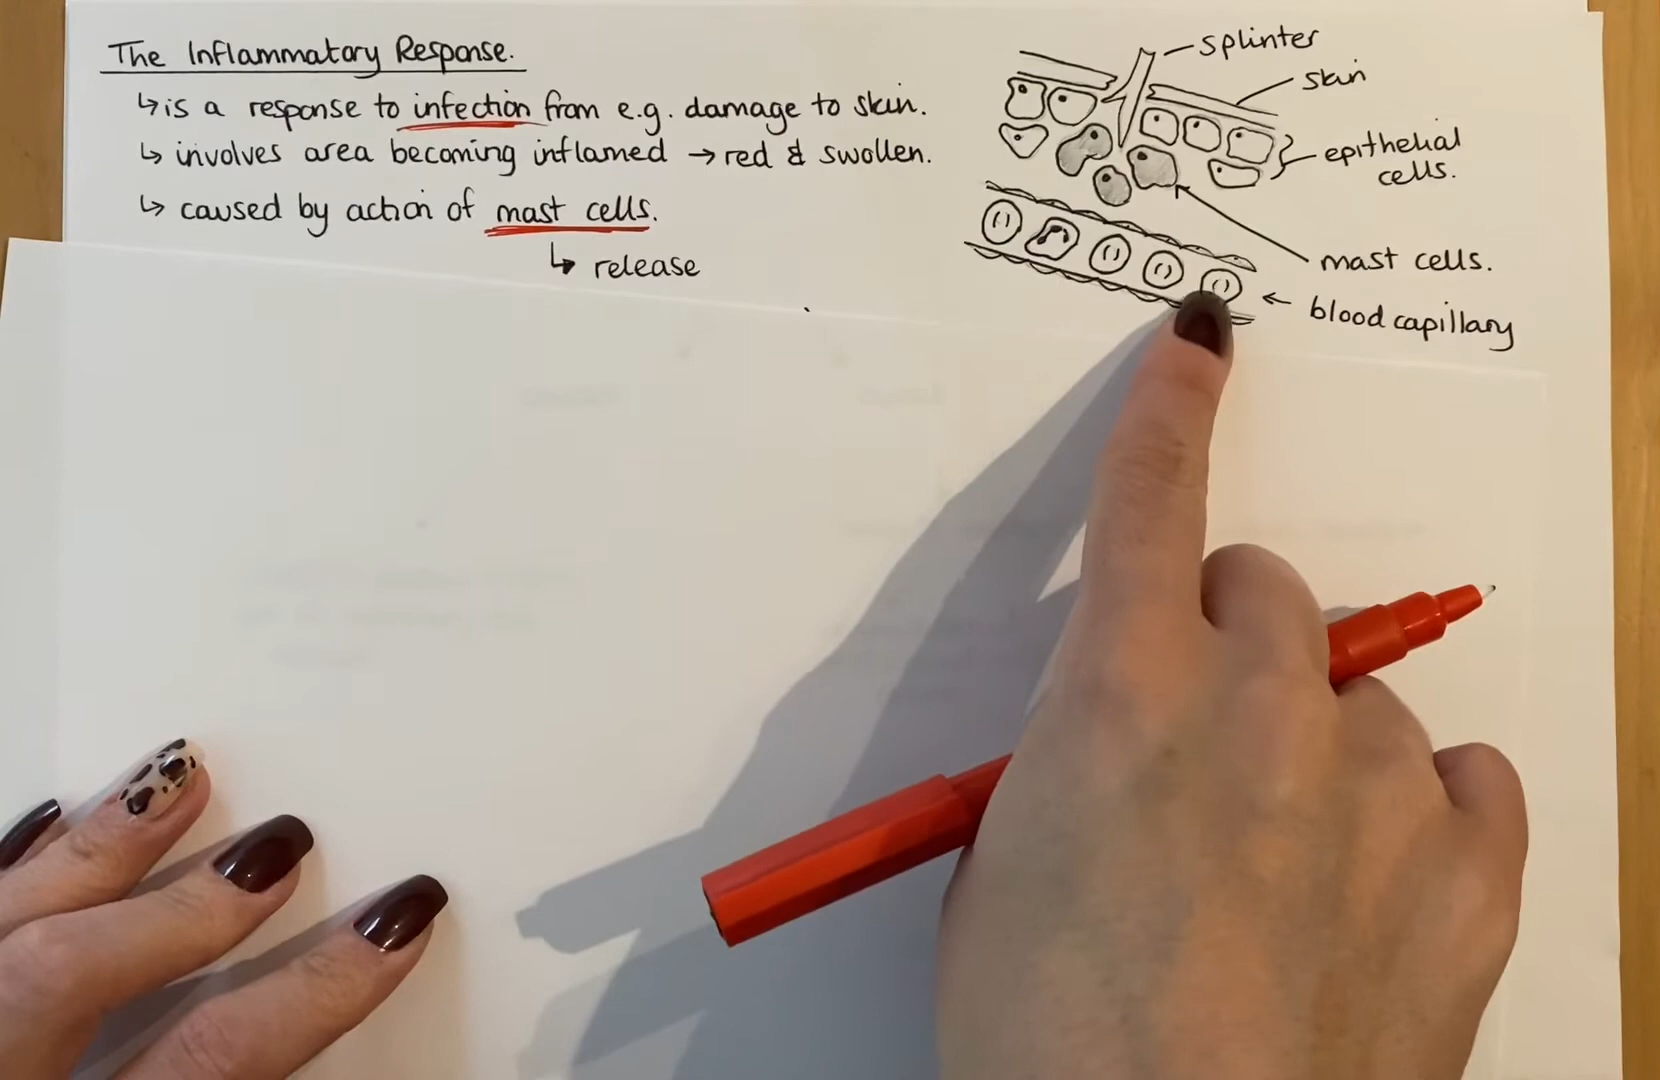 The Inflammatory Response.
↳ is a response to infection from e.g. damage to skin.
↳ involves area becoming inflamed → red & swollen.
↳ caused by action of mast cells.
↳ release
splinter
skin
epithelial
cells.
mast cells.
blood capillary